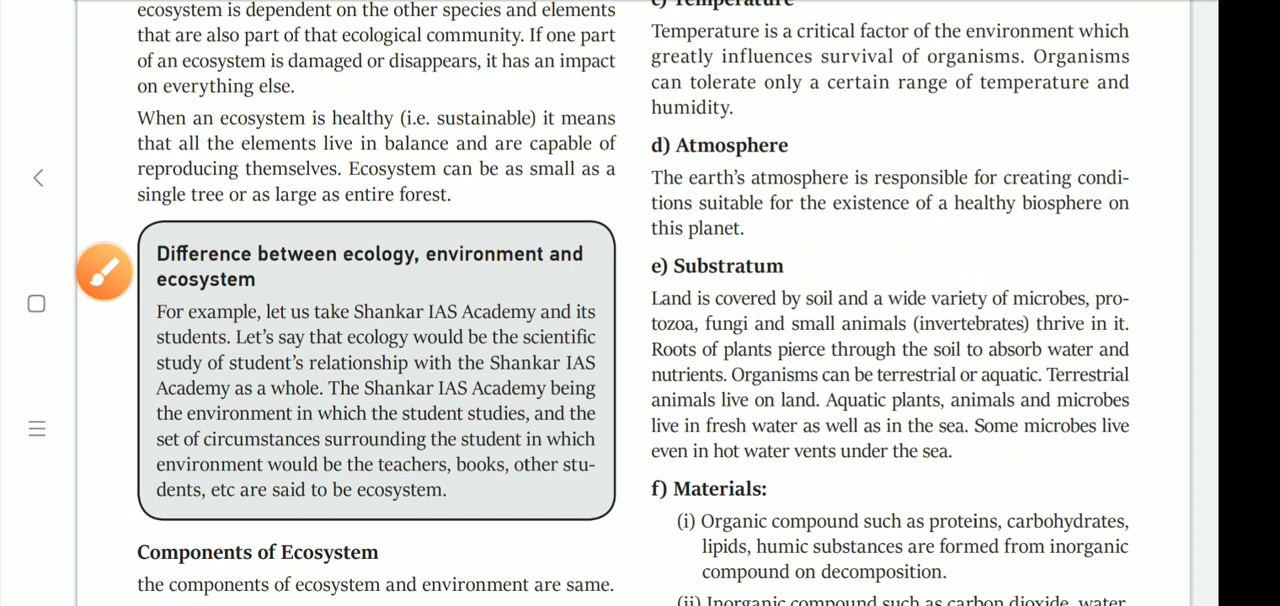 ecosystem is dependent on the other species and elements
that are also part of that ecological community. If one part
of an ecosystem is damaged or disappears, it has an impact
on everything else.
When an ecosystem is healthy (i.e. sustainable) it means
that all the elements live in balance and are capable of
reproducing themselves. Ecosystem can be as small as a
single tree or as large as entire forest.
Difference between ecology, environment and
ecosystem
For example, let us take Shankar IAS Academy and its
students. Let's say that ecology would be the scientific
study of student's relationship with the Shankar IAS
Academy as a whole. The Shankar IAS Academy being
the environment in which the student studies, and the
set of circumstances surrounding the student in which
environment would be the teachers, books, other stu-
dents, etc are said to be ecosystem.
Components of Ecosystem
the components of ecosystem and environment are same.
c) Temperature
Temperature is a critical factor of the environment which
greatly influences survival of organisms. Organisms
can tolerate only a certain range of temperature and
humidity.
d) Atmosphere
The earth's atmosphere is responsible for creating condi-
tions suitable for the existence of a healthy biosphere on
this planet.
e) Substratum
Land is covered by soil and a wide variety of microbes, pro-
tozoa, fungi and small animals (invertebrates) thrive in it.
Roots of plants pierce through the soil to absorb water and
nutrients. Organisms can be terrestrial or aquatic. Terrestrial
animals live on land. Aquatic plants, animals and microbes
live in fresh water as well as in the sea. Some microbes live
even in hot water vents under the sea.
f) Materials:
(i) Organic compound such as proteins, carbohydrates,
lipids, humic substances are formed from inorganic
compound on decomposition.
(ii) Inorganic compound such as carbon dioxide, water,